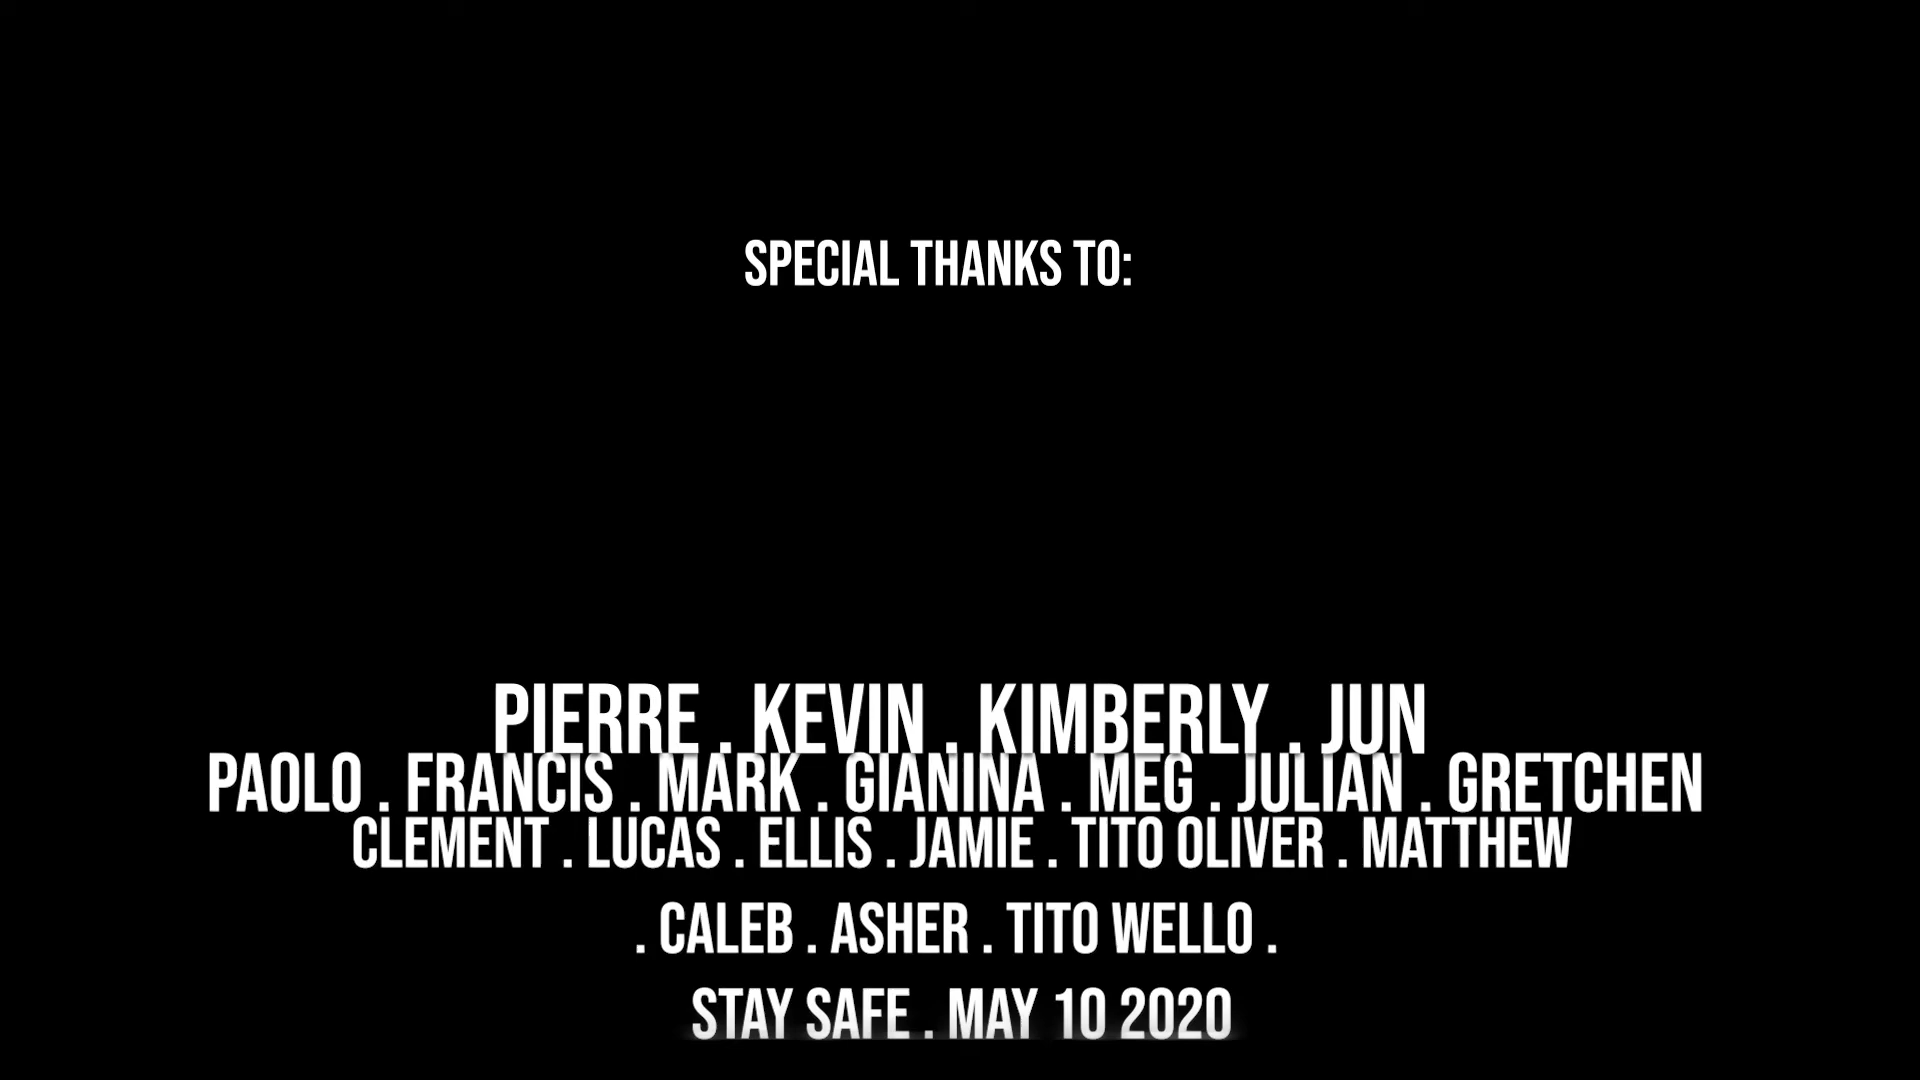 SPECIAL THANKS TO:
PIERRE . KEVIN . KIMBERLY . JUN
PAOLO . FRANCIS . MARK . GIANINA . MEG . JULIAN . GRETCHEN
CLEMENT . LUCAS . ELLIS . JAMIE . TITO OLIVER . MATTHEW
. CALEB . ASHER . TITO WELLO .
STAY SAFE . MAY 10 2020